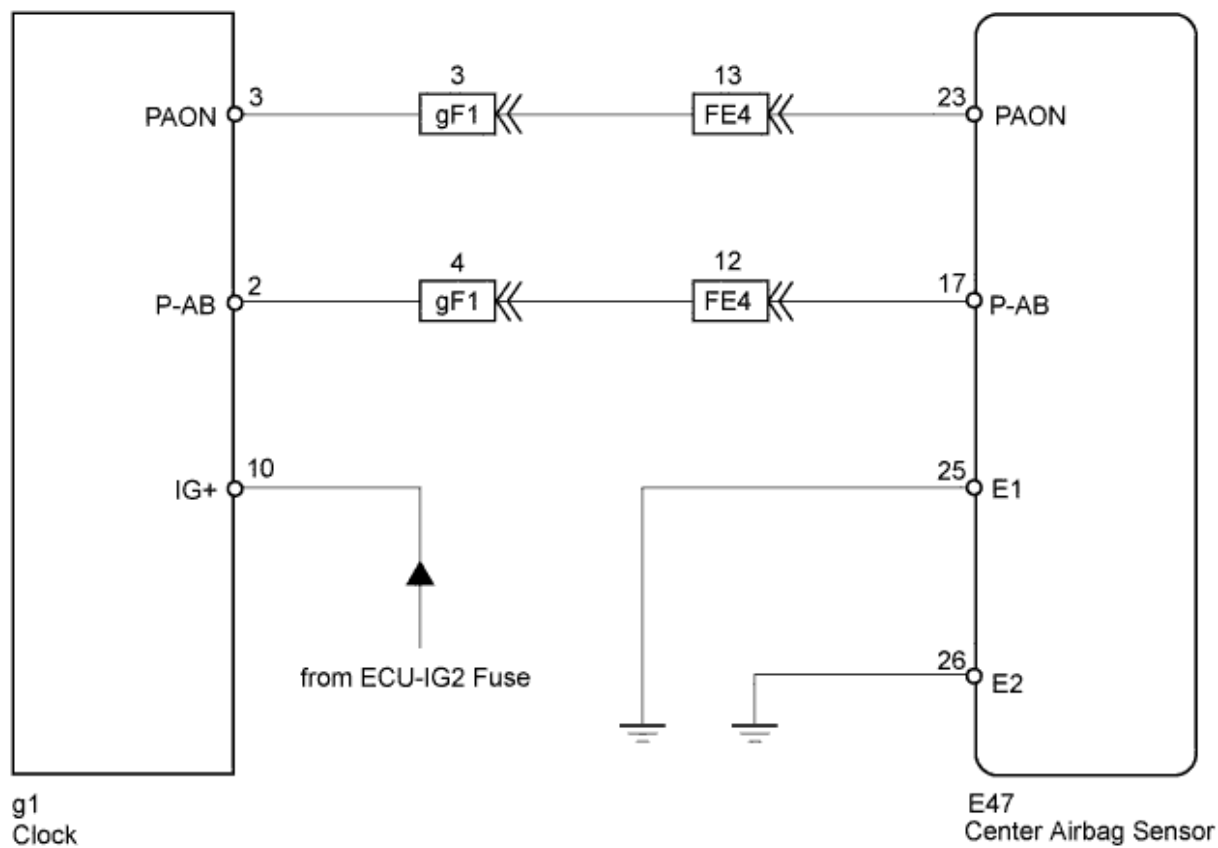 3
13
PAON
3
gF1
FE4
23
PAON
4
12
P-AB
2
gF1
FE4
17
P-AB
IG+
10
25
E1
from ECU-IG2 Fuse
26
E2
g1
Clock
E47
Center Airbag Sensor